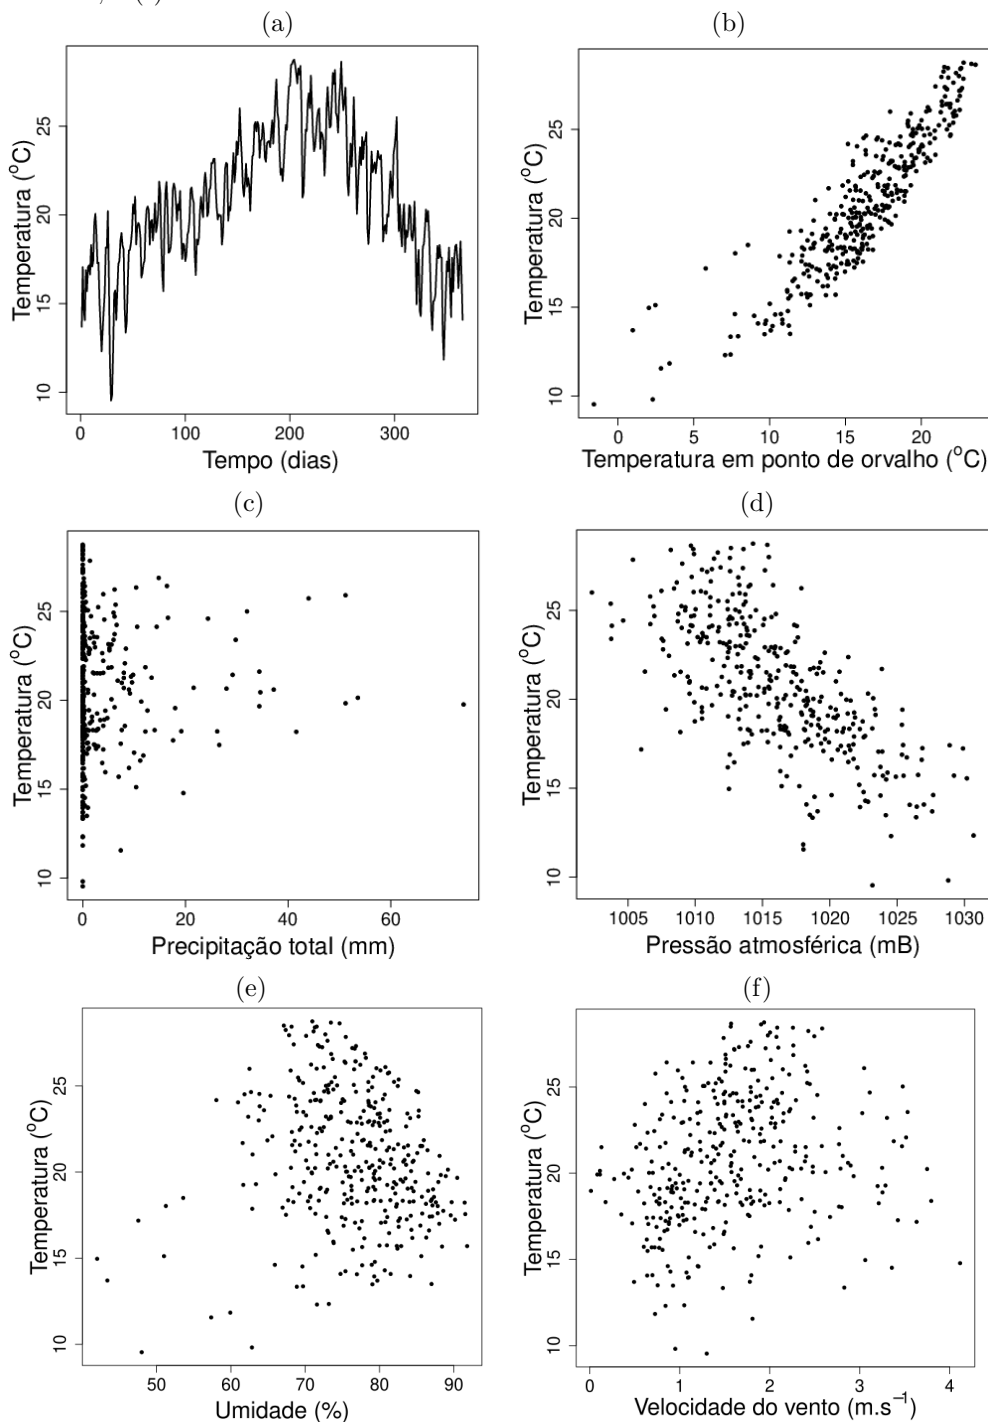 (a)
(b)
Temperatura (°C)
10 15 20 25
0 100 200 300
Tempo (dias)
Temperatura (°C)
10 15 20 25
0 5 10 15 20
Temperatura em ponto de orvalho (°C)
(c)
(d)
Temperatura (°C)
10 15 20 25
0 20 40 60
Precipitação total (mm)
Temperatura (°C)
10 15 20 25
1005 1010 1015 1020 1025 1030
Pressão atmosférica (mB)
(e)
(f)
Temperatura (°C)
10 15 20 25
50 60 70 80 90
Umidade (%)
Temperatura (°C)
10 15 20 25
0 1 2 3 4
Velocidade do vento (m.s⁻¹)